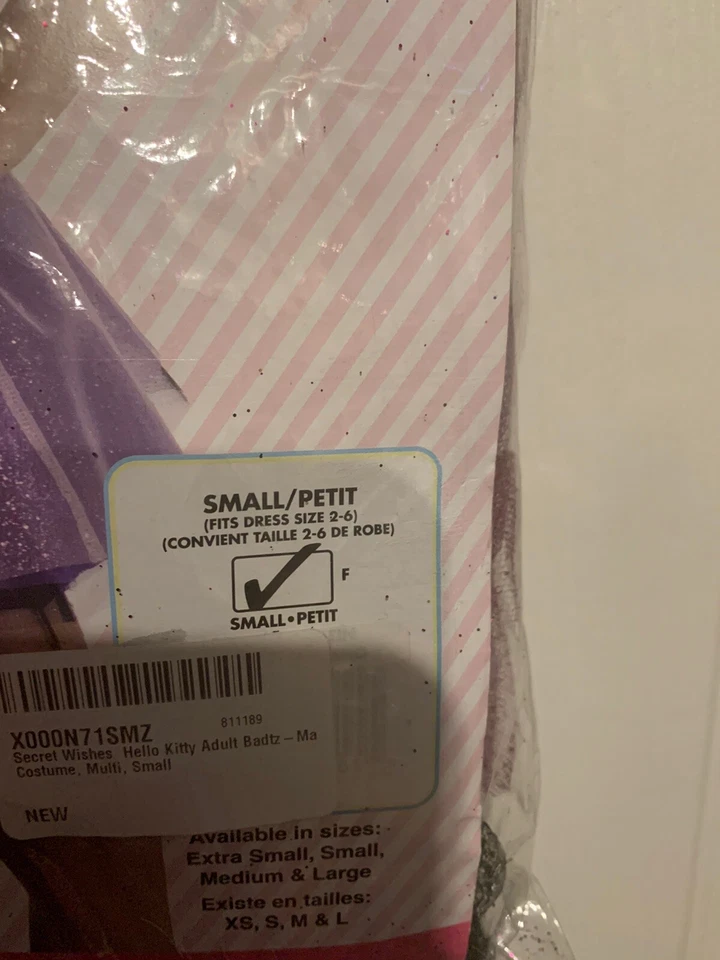 SMALL/PETIT
(FITS DRESS SIZE 2-6)
(CONVIENT TAILLE 2-6 DE ROBE)
F
SMALL•PETIT
X000N71SMZ
811189
Secret Wishes Hello Kitty Adult Badtz – Ma
Costume, Multi, Small
NEW
Available in sizes:
Extra Small, Small,
Medium & Large
Existe en tailles:
XS, S, M & L